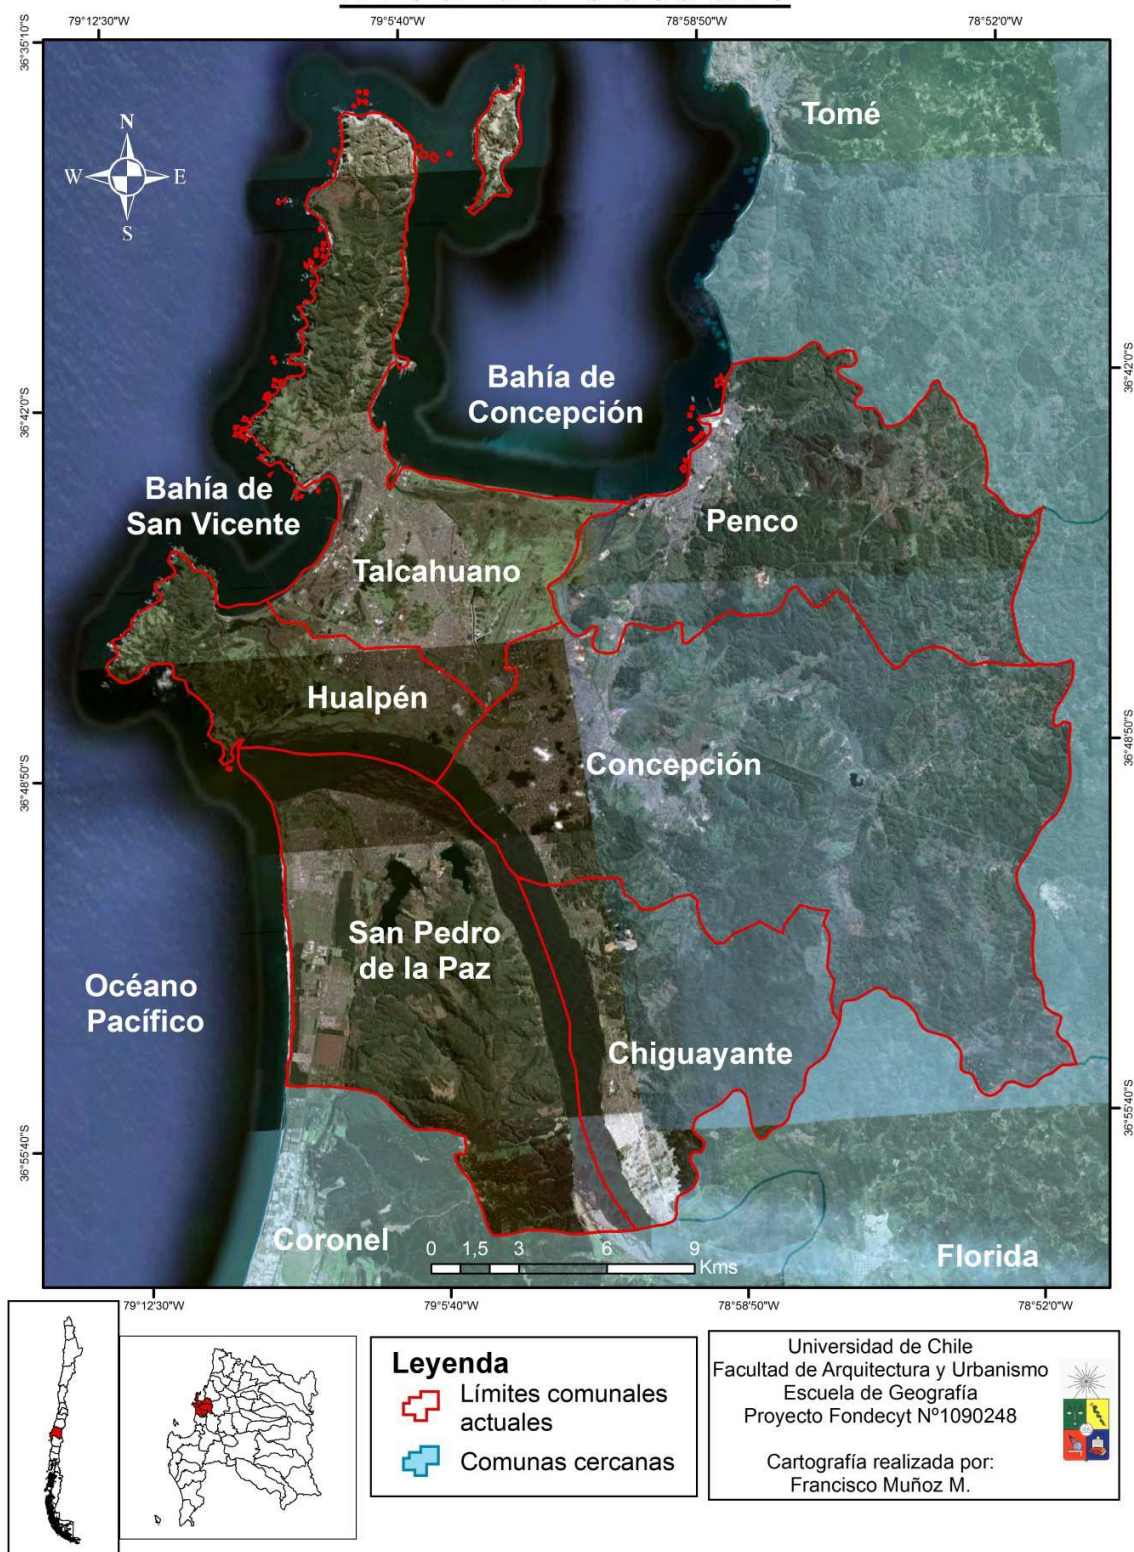 79°12'30"W 79°5'40"W 78°58'50"W 78°52'0"W
36°35'10"S
Tomé
N
W E
S
36°42'0"S
36°42'0"S
Bahía de
Concepción
Bahía de
San Vicente
Penco
Talcahuano
Hualpén
36°48'50"S
36°48'50"S
Concepción
San Pedro
de la Paz
Océano
Pacífico
Chiguayante
36°55'40"S
36°55'40"S
Coronel
0 1,5 3 6 9
Kms
Florida
79°12'30"W 79°5'40"W 78°58'50"W 78°52'0"W
Leyenda
Límites comunales
actuales
Comunas cercanas
Universidad de Chile
Facultad de Arquitectura y Urbanismo
Escuela de Geografía
Proyecto Fondecyt Nº1090248
Cartografía realizada por:
Francisco Muñoz M.